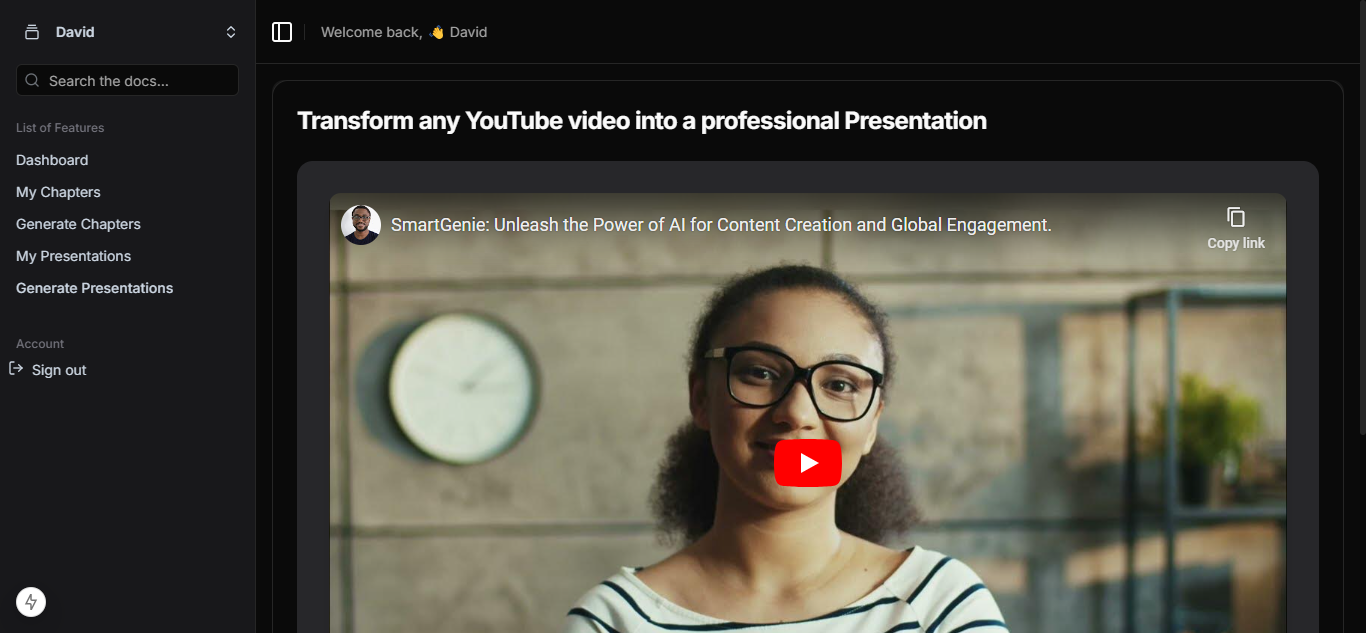 David
Search the docs...
List of Features
Dashboard
My Chapters
Generate Chapters
My Presentations
Generate Presentations
Account
Sign out
Welcome back, 👋 David
Transform any YouTube video into a professional Presentation
SmartGenie: Unleash the Power of AI for Content Creation and Global Engagement.
Copy link